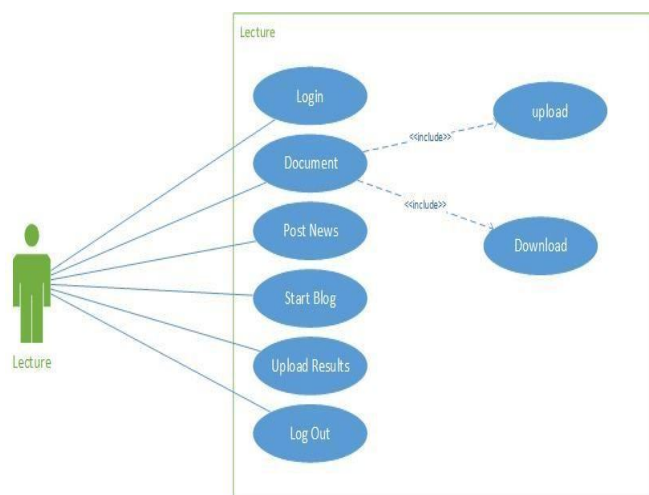 Lecture
Login
upload
<<include>>
Document
<<include>>
Post News
Download
Start Blog
Lecture
Upload Results
Log Out